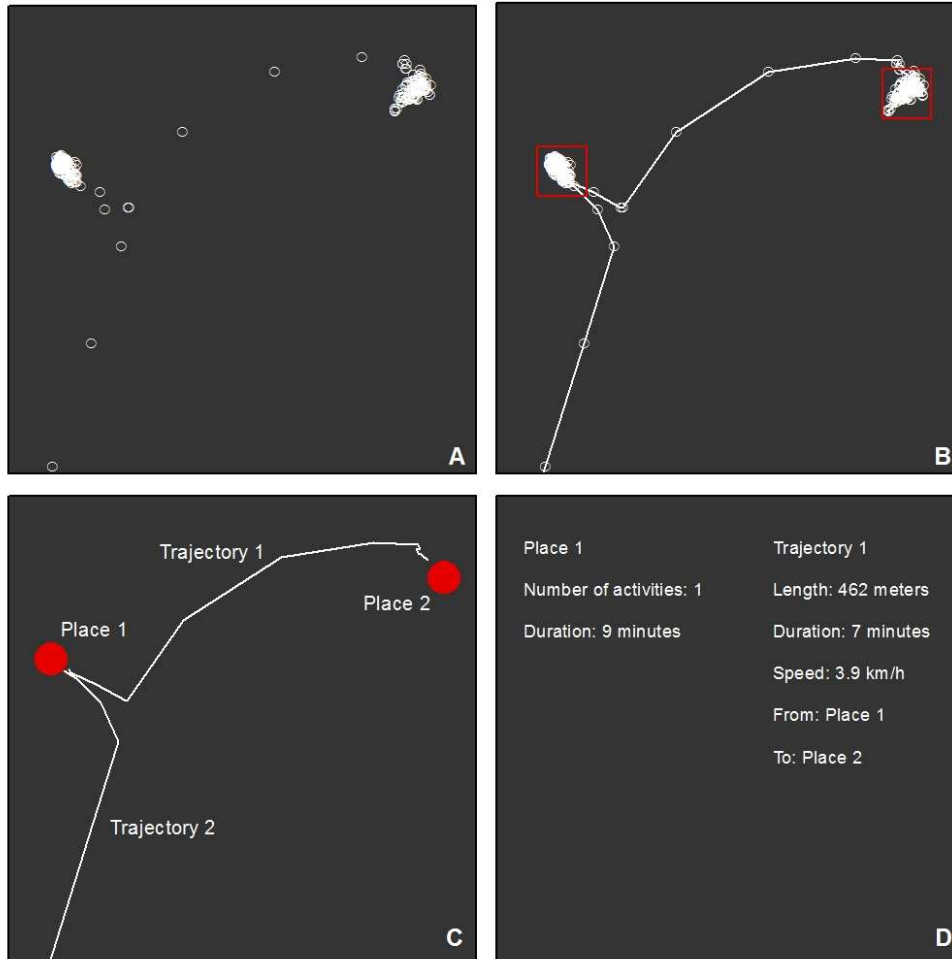 A
B
Trajectory 1
Place 2
Place 1
Trajectory 2
C
Place 1
Number of activities: 1
Duration: 9 minutes
Trajectory 1
Length: 462 meters
Duration: 7 minutes
Speed: 3.9 km/h
From: Place 1
To: Place 2
D